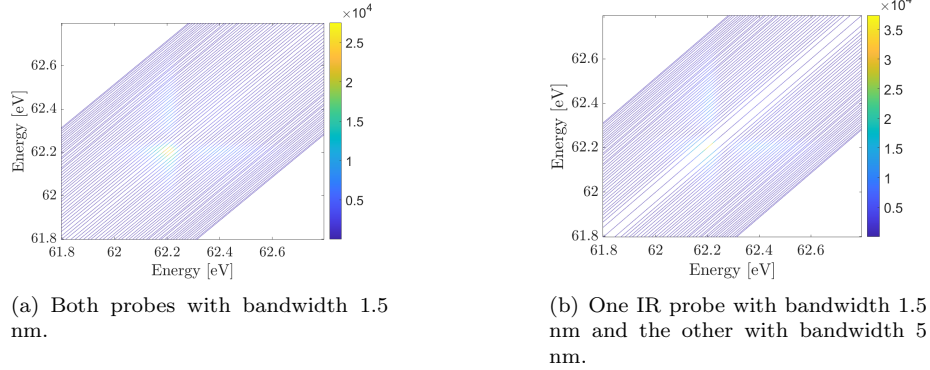 ×10⁴
2.5
2
1.5
1
0.5
62.6
62.4
62.2
62
61.8
Energy [eV]
61.8 62 62.2 62.4 62.6
Energy [eV]
(a) Both probes with bandwidth 1.5
nm.
×10⁴
3.5
3
2.5
2
1.5
1
0.5
62.6
62.4
62.2
62
61.8
Energy [eV]
61.8 62 62.2 62.4 62.6
Energy [eV]
(b) One IR probe with bandwidth 1.5
nm and the other with bandwidth 5
nm.